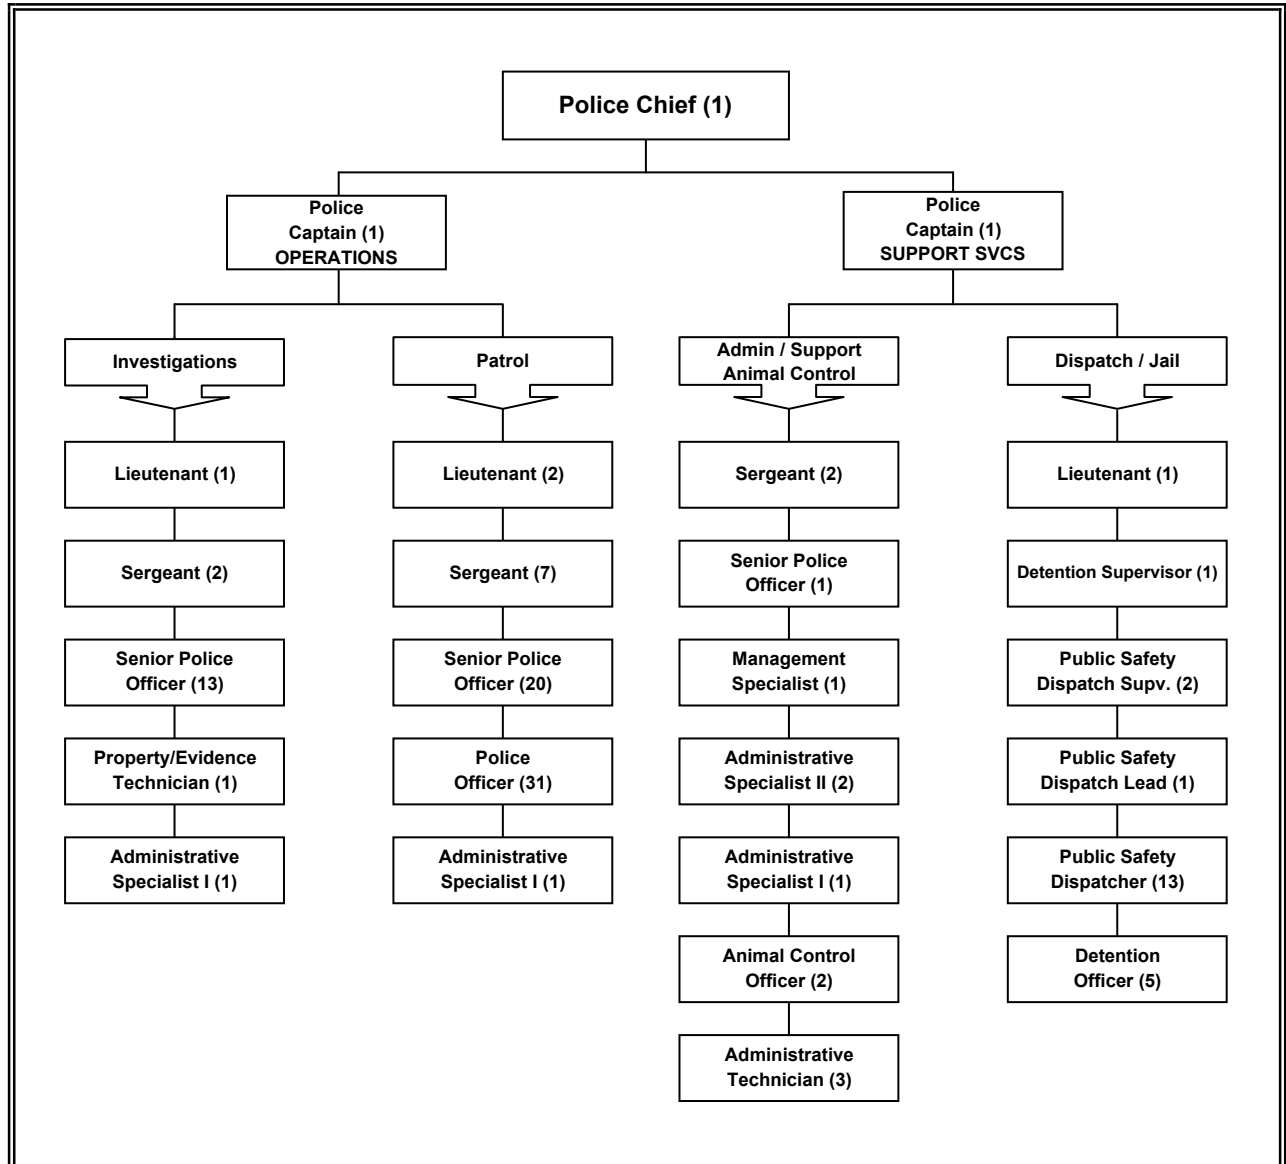 Police Chief (1)
Police
Captain (1)
OPERATIONS
Police
Captain (1)
SUPPORT SVCS
Investigations
Lieutenant (1)
Sergeant (2)
Senior Police
Officer (13)
Property/Evidence
Technician (1)
Administrative
Specialist I (1)
Patrol
Lieutenant (2)
Sergeant (7)
Senior Police
Officer (20)
Police
Officer (31)
Administrative
Specialist I (1)
Admin / Support
Animal Control
Sergeant (2)
Senior Police
Officer (1)
Management
Specialist (1)
Administrative
Specialist II (2)
Administrative
Specialist I (1)
Animal Control
Officer (2)
Administrative
Technician (3)
Dispatch / Jail
Lieutenant (1)
Detention Supervisor (1)
Public Safety
Dispatch Supv. (2)
Public Safety
Dispatch Lead (1)
Public Safety
Dispatcher (13)
Detention
Officer (5)